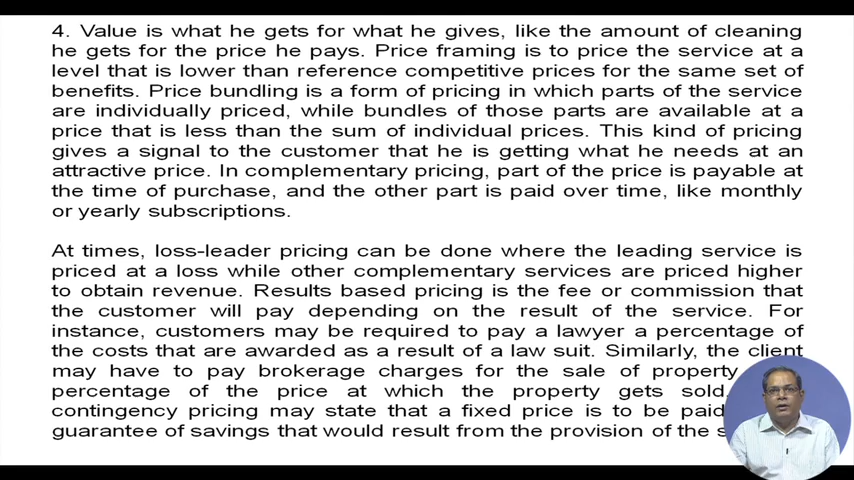 4. Value is what he gets for what he gives, like the amount of cleaning
he gets for the price he pays. Price framing is to price the service at a
level that is lower than reference competitive prices for the same set of
benefits. Price bundling is a form of pricing in which parts of the service
are individually priced, while bundles of those parts are available at a
price that is less than the sum of individual prices. This kind of pricing
gives a signal to the customer that he is getting what he needs at an
attractive price. In complementary pricing, part of the price is payable at
the time of purchase, and the other part is paid over time, like monthly
or yearly subscriptions.
At times, loss-leader pricing can be done where the leading service is
priced at a loss while other complementary services are priced higher
to obtain revenue. Results based pricing is the fee or commission that
the customer will pay depending on the result of the service. For
instance, customers may be required to pay a lawyer a percentage of
the costs that are awarded as a result of a law suit. Similarly, the client
may have to pay brokerage charges for the sale of property
percentage of the price at which the property gets sold.
contingency pricing may state that a fixed price is to be paid
guarantee of savings that would result from the provision of the